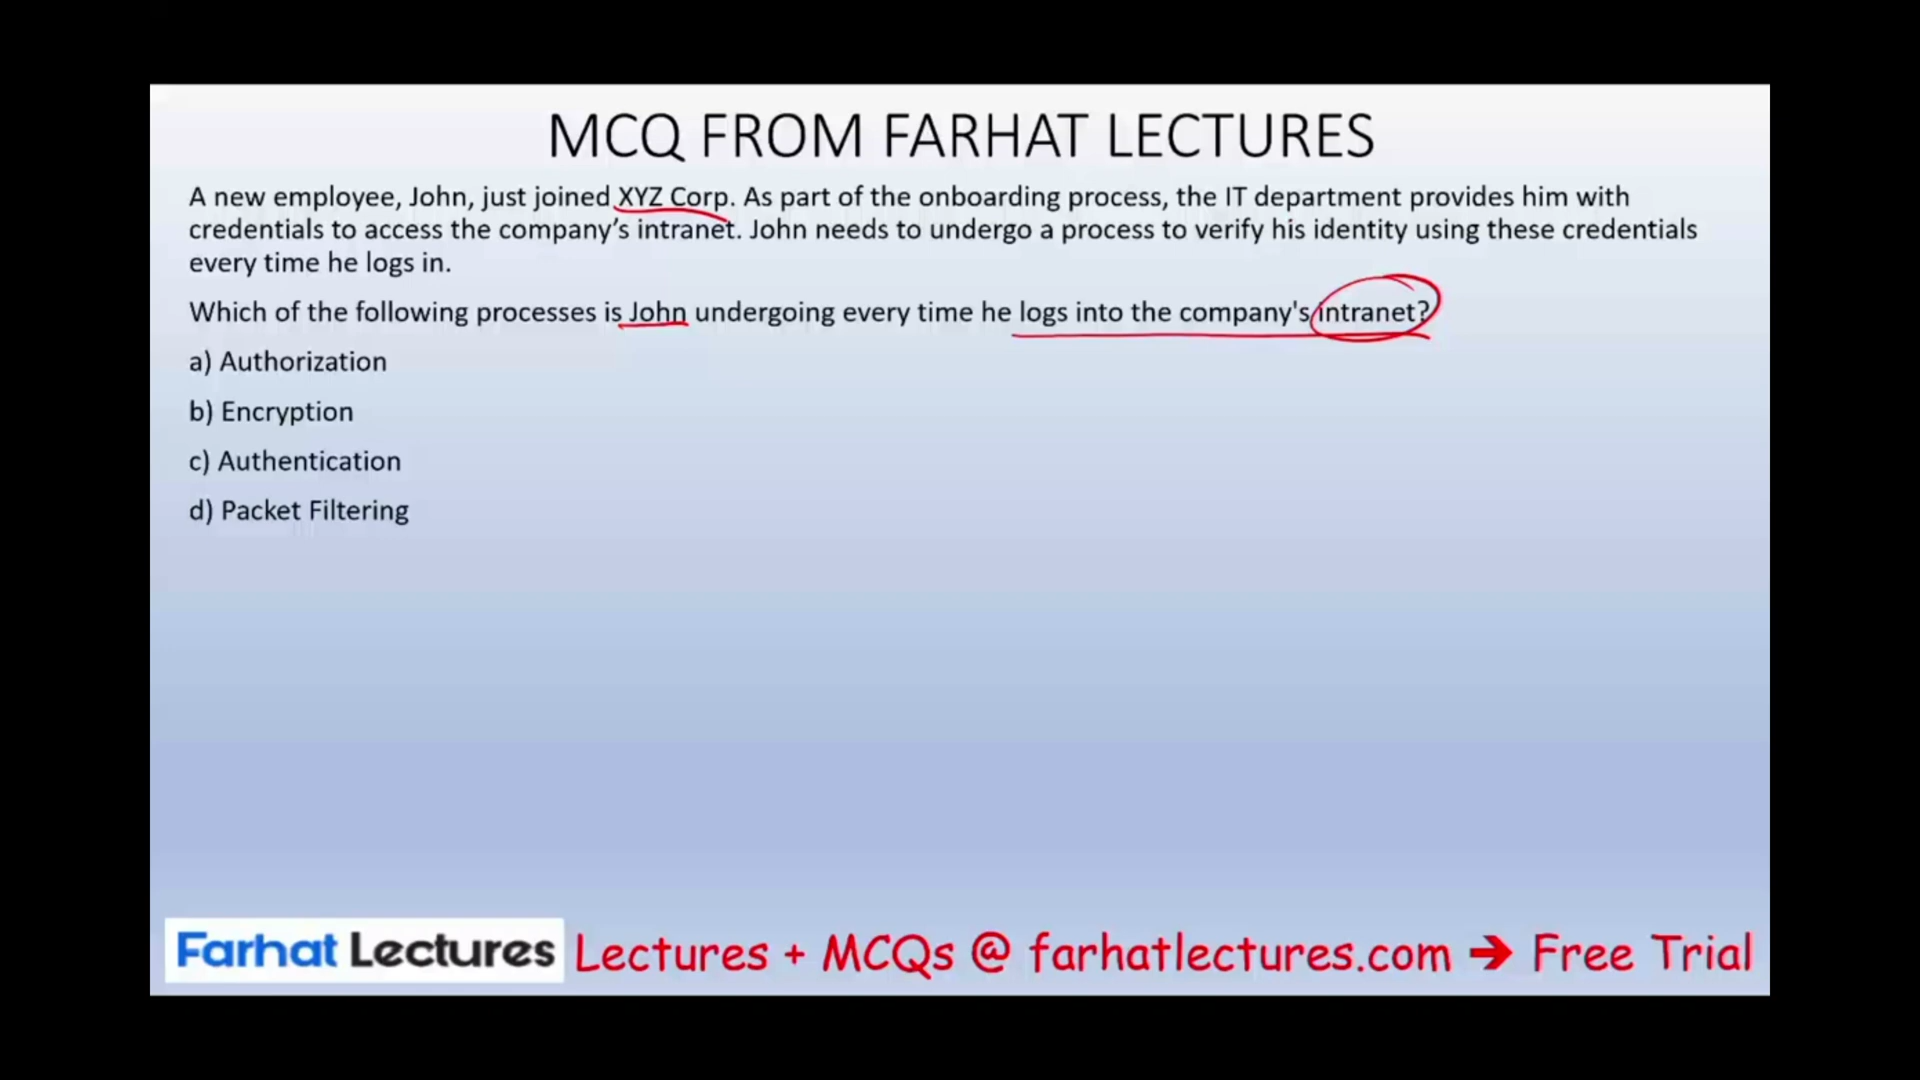 MCQ FROM FARHAT LECTURES
A new employee, John, just joined XYZ Corp. As part of the onboarding process, the IT department provides him with
credentials to access the company’s intranet. John needs to undergo a process to verify his identity using these credentials
every time he logs in.
Which of the following processes is John undergoing every time he logs into the company's intranet?
a) Authorization
b) Encryption
c) Authentication
d) Packet Filtering
Farhat Lectures Lectures + MCQs @ farhatlectures.com ➔ Free Trial